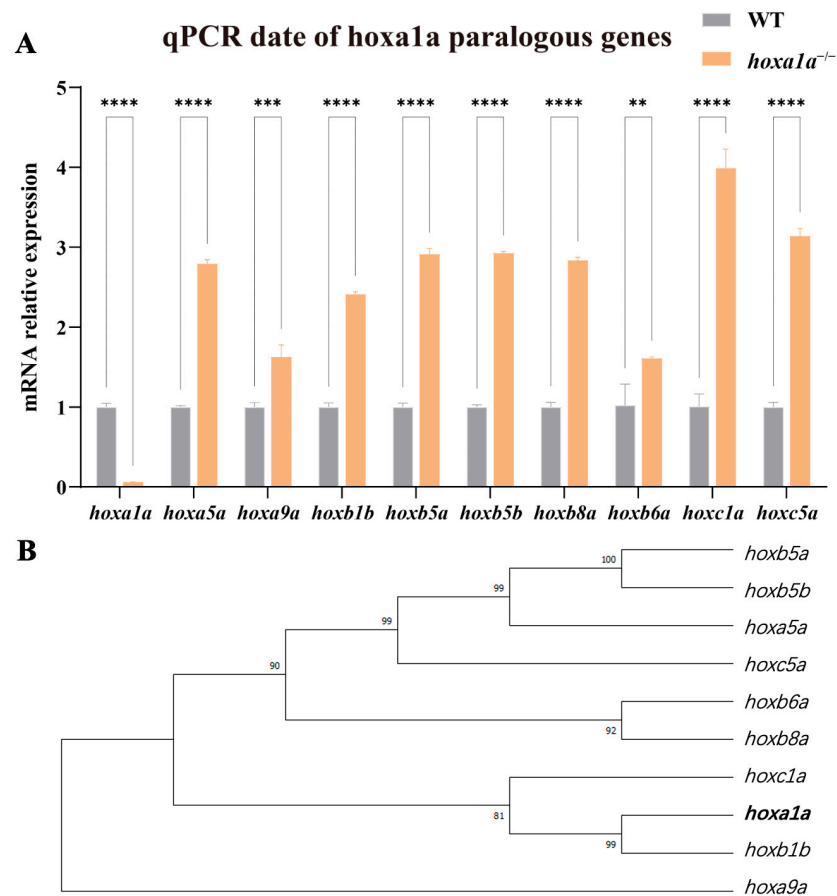 A
qPCR date of hoxa1a paralogous genes
WT
hoxa1a−/−
mRNA relative expression
5
4
3
2
1
0
**** **** *** **** **** **** **** ** **** ****
hoxa1a hoxa5a hoxa9a hoxb1b hoxb5a hoxb5b hoxb8a hoxb6a hoxc1a hoxc5a
B
hoxb5a
100
hoxb5b
99
hoxa5a
99
hoxc5a
90
hoxb6a
92
hoxb8a
hoxc1a
81
hoxa1a
99
hoxb1b
hoxa9a